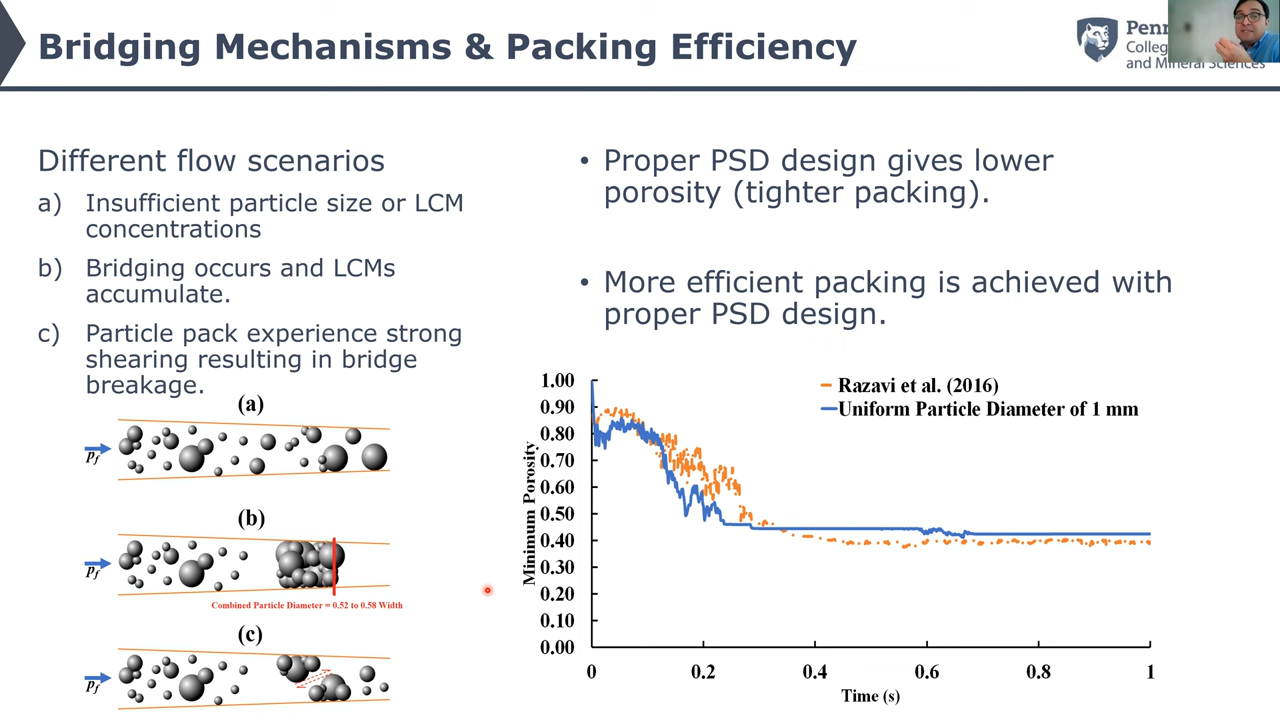 Bridging Mechanisms & Packing Efficiency
Penn
Colleg
and Mineral Sciences
Different flow scenarios
a) Insufficient particle size or LCM
concentrations
b) Bridging occurs and LCMs
accumulate.
c) Particle pack experience strong
shearing resulting in bridge
breakage.
(a)
pf
(b)
pf
Combined Particle Diameter = 0.52 to 0.58 Width
(c)
pf
• Proper PSD design gives lower
porosity (tighter packing).
• More efficient packing is achieved with
proper PSD design.
Razavi et al. (2016)
Uniform Particle Diameter of 1 mm
Minimum Porosity
1.00
0.90
0.80
0.70
0.60
0.50
0.40
0.30
0.20
0.10
0.00
0 0.2 0.4 0.6 0.8 1
Time (s)